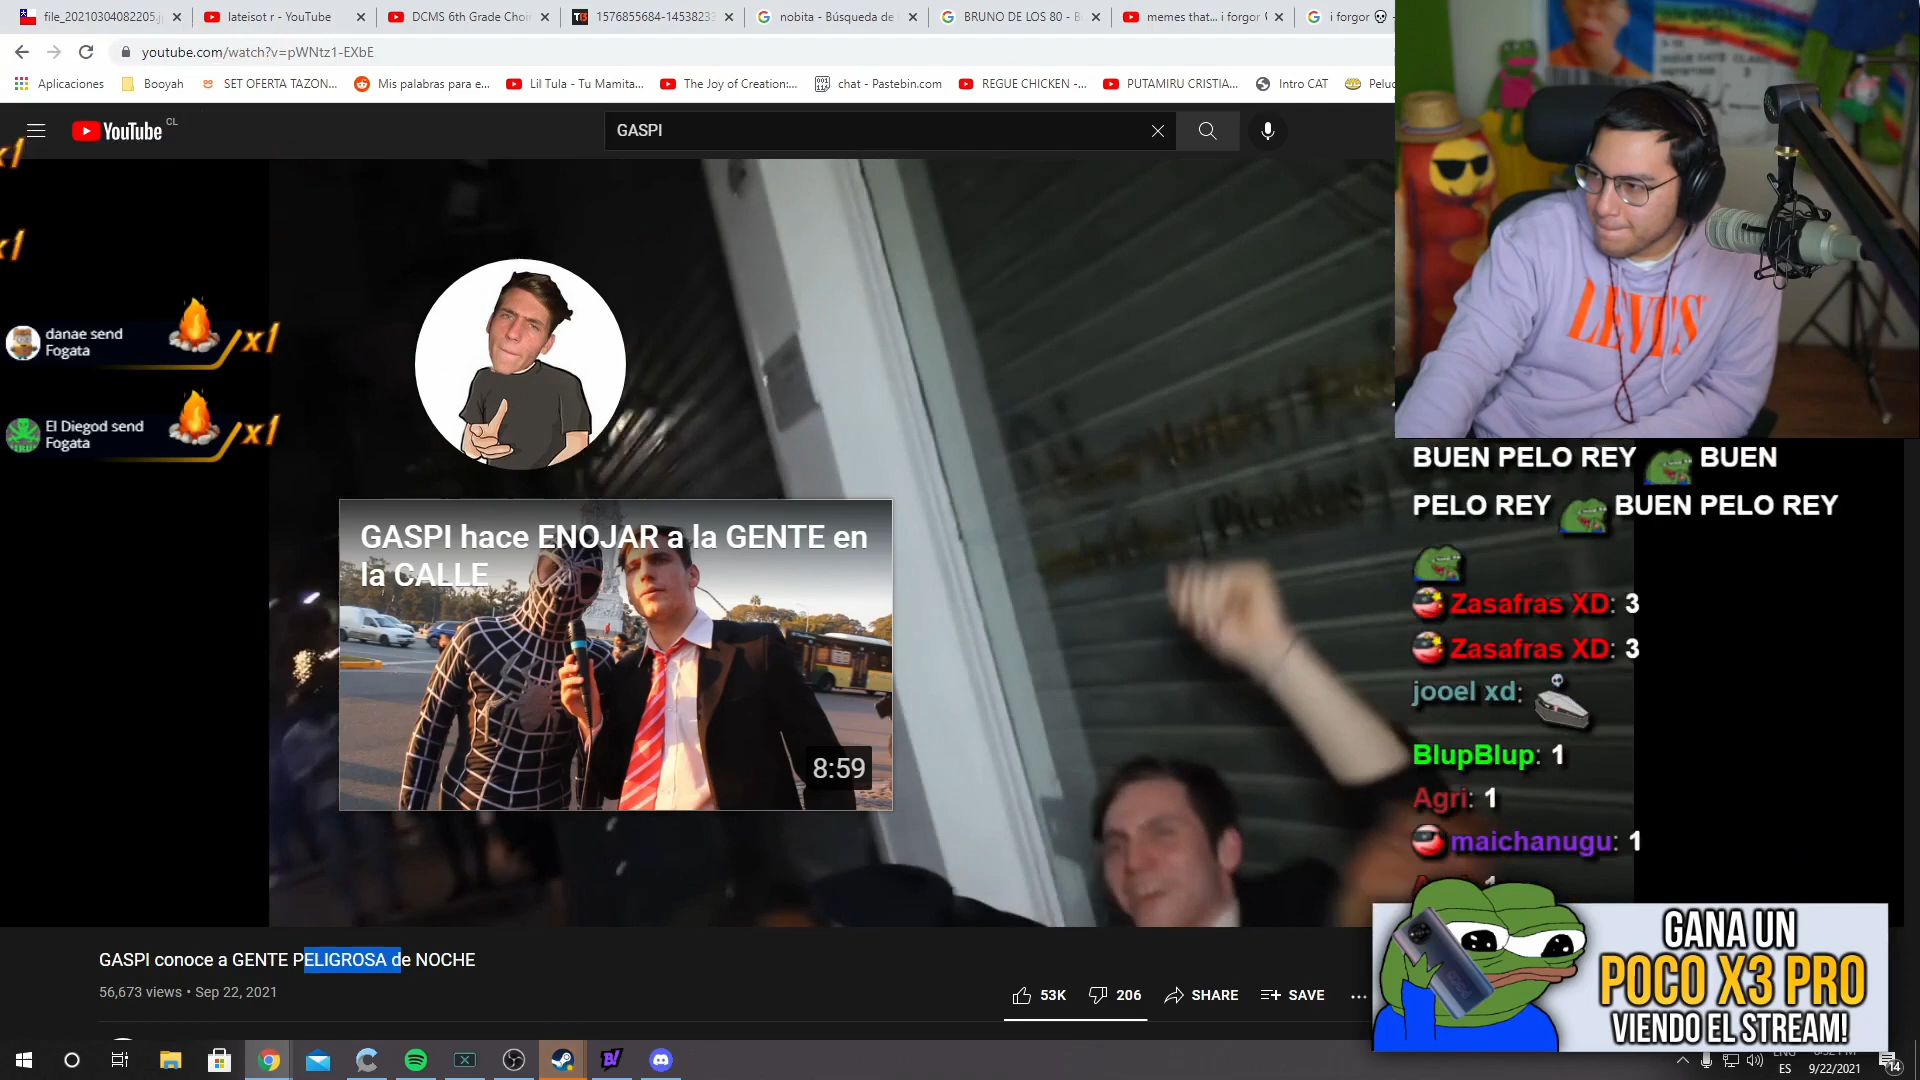 file_20210304082205.j
lateisot r - YouTube
DCMS 6th Grade Choi
1576855684-14538233
nobita - Búsqueda de
BRUNO DE LOS 80 - B
memes that... i forgor
i forgor 💀 -
youtube.com/watch?v=pWNtz1-EXbE
Aplicaciones
Booyah
SET OFERTA TAZON...
Mis palabras para e...
Lil Tula - Tu Mamita...
The Joy of Creation:...
chat - Pastebin.com
REGUE CHICKEN -...
PUTAMIRU CRISTIA...
Intro CAT
YouTube CL
GASPI
x1
x1
danae send
Fogata
x1
El Diegod send
Fogata
x1
GASPI hace ENOJAR a la GENTE en
la CALLE
8:59
LEVI'S
BUEN PELO REY BUEN
PELO REY BUEN PELO REY
Zasafras XD: 3
Zasafras XD: 3
jooel xd:
BlupBlup: 1
Agri: 1
maichanugu: 1
GASPI conoce a GENTE PELIGROSA de NOCHE
56,673 views • Sep 22, 2021
53K
206
SHARE
SAVE
GANA UN
POCO X3 PRO
VIENDO EL STREAM!
ES
9/22/2021
14